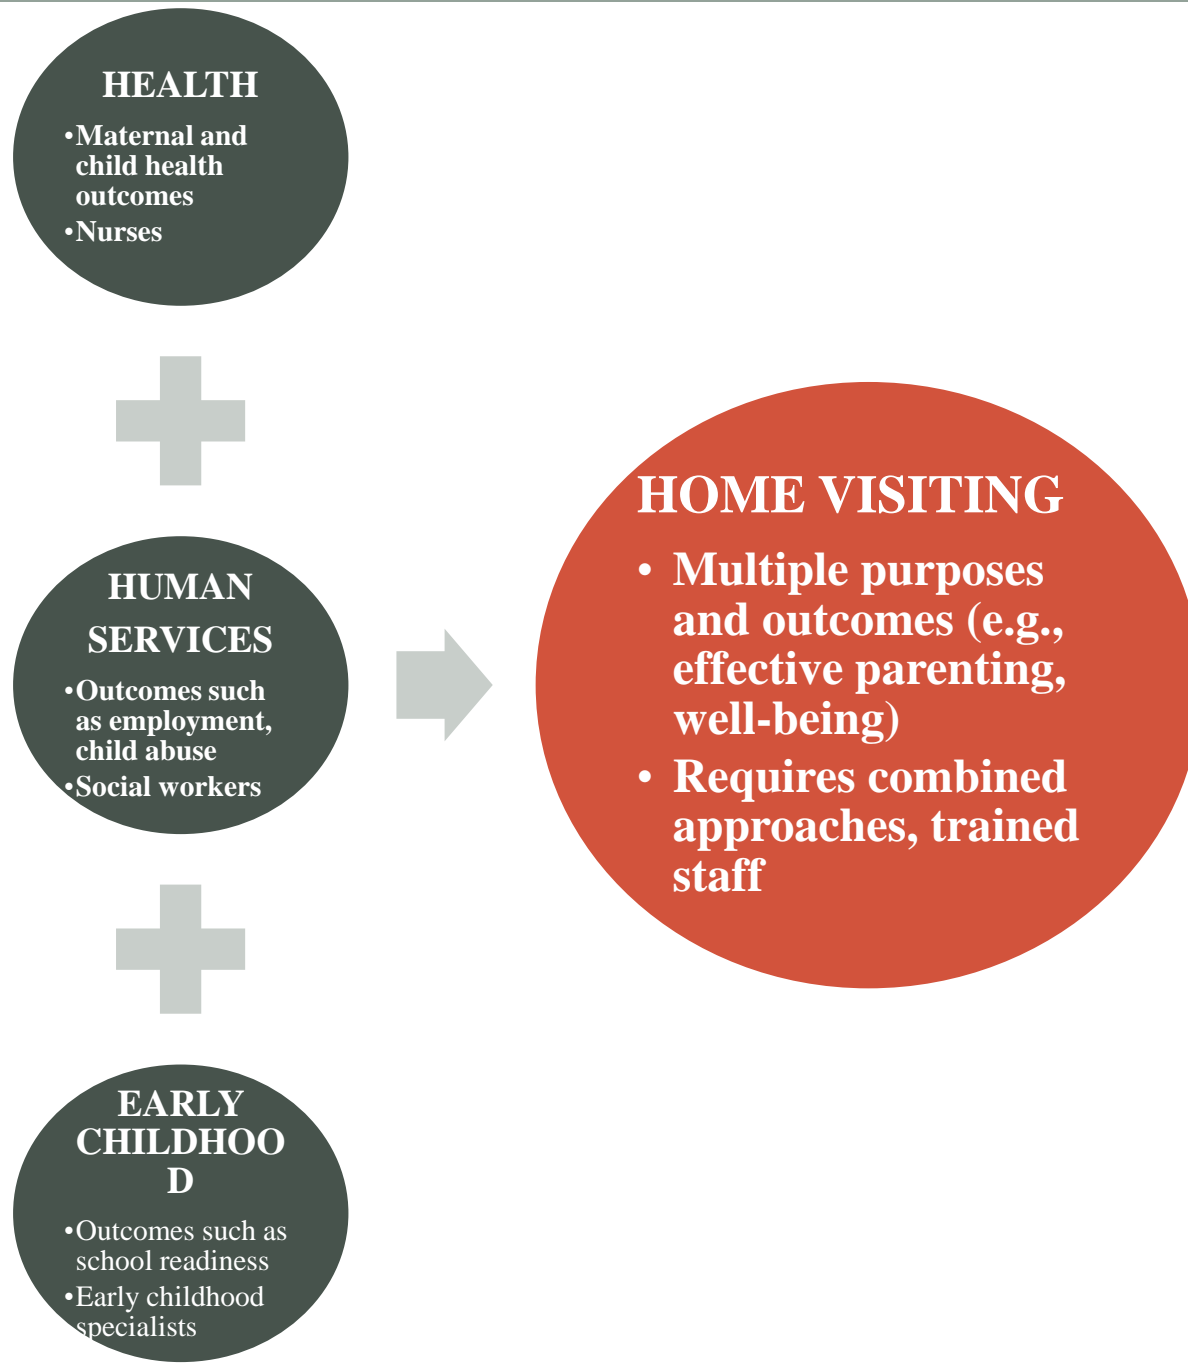 HEALTH
•Maternal and
child health
outcomes
•Nurses
HUMAN
SERVICES
•Outcomes such
as employment,
child abuse
•Social workers
EARLY
CHILDHOO
D
•Outcomes such as
school readiness
•Early childhood
specialists
HOME VISITING
• Multiple purposes
and outcomes (e.g.,
effective parenting,
well-being)
• Requires combined
approaches, trained
staff